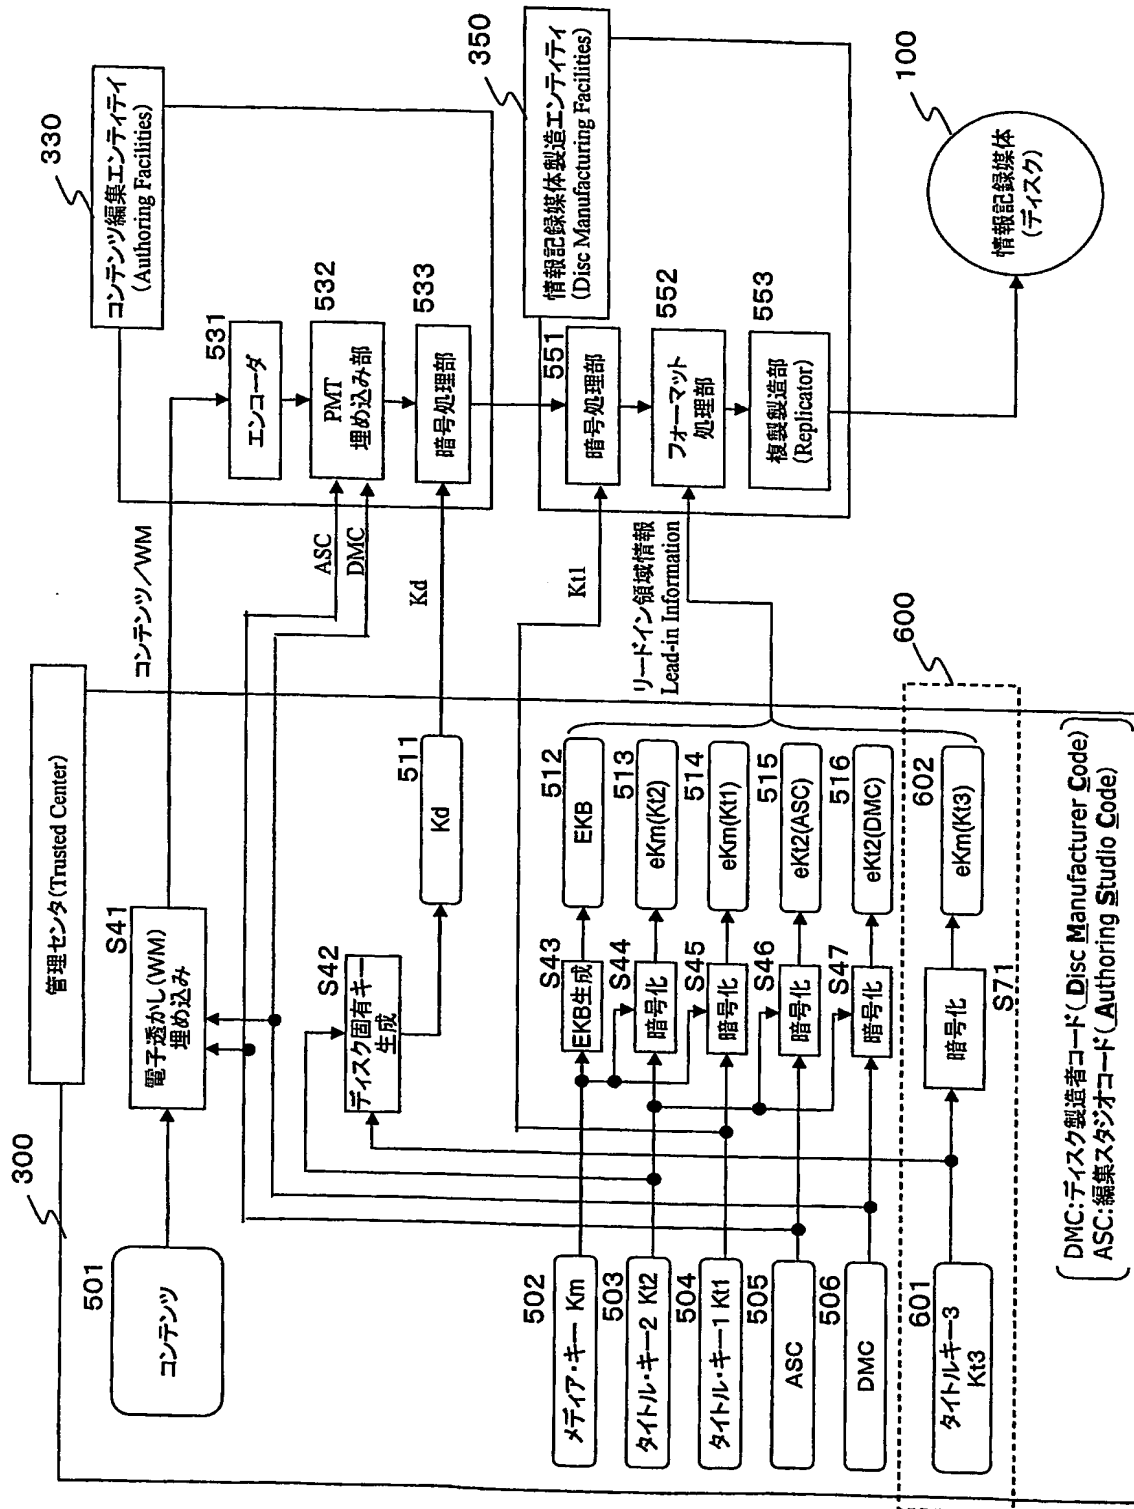 300
管理センタ(Trusted Center)
501
コンテンツ
S41
電子透かし(WM)
埋め込み
コンテンツ／WM
330
コンテンツ編集エンティティ
(Authoring Facilities)
531
エンコーダ
532
PMT
埋め込み部
533
暗号処理部
ASC
DMC
Kd
S42
ディスク固有キー
生成
511
Kd
502
メディア・キー Km
503
タイトル・キー2 Kt2
504
タイトル・キー1 Kt1
505
ASC
506
DMC
S43
EKB生成
S44
暗号化
S45
暗号化
S46
暗号化
S47
暗号化
512
EKB
513
eKm(Kt2)
514
eKm(Kt1)
515
eKt2(ASC)
516
eKt2(DMC)
Kt1
リードイン領域情報
Lead-in Information
350
情報記録媒体製造エンティティ
(Disc Manufacturing Facilities)
551
暗号処理部
552
フォーマット
処理部
553
複製製造部
(Replicator)
100
情報記録媒体
(ディスク)
600
601
タイトルキー3
Kt3
暗号化
S71
602
eKm(Kt3)
DMC:ディスク製造者コード(Disc Manufacturer Code)
ASC:編集スタジオコード(Authoring Studio Code)